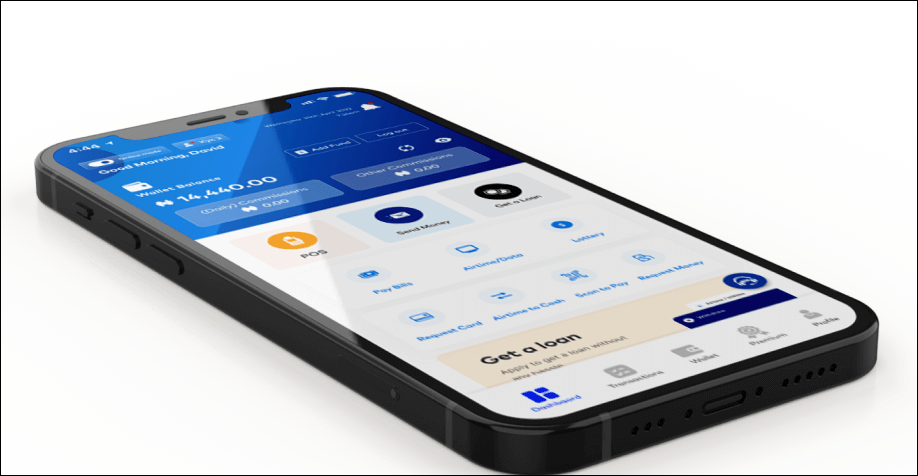 4:44
Good Morning, David
Add Fund
Log out
Wallet Balance
14,440.00
(Daily) Commissions
0.00
Other Commissions
0.00
POS
Send Money
Get a Loan
Pay Bills
Airtime/Data
Lottery
Request Card
Airtime to Cash
Scan to Pay
Request Money
Get a loan
Apply to get a loan without
Dashboard
Transactions
Wallet
Premium
Profile